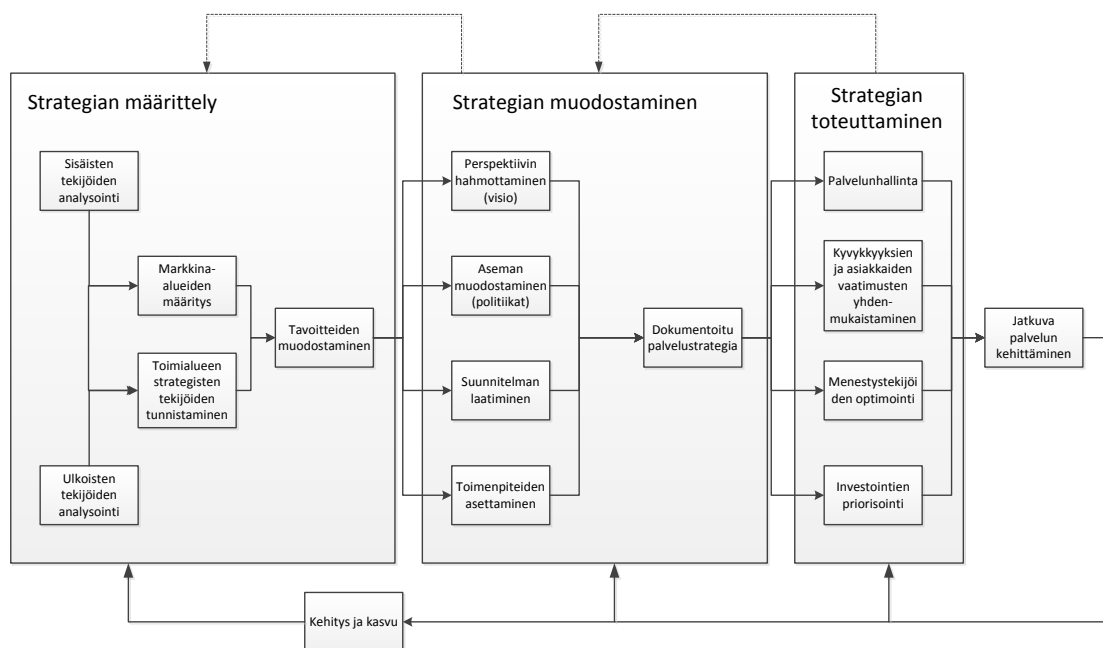 Strategian määrittely
Sisäisten
tekijöiden
analysointi
Markkina-
alueiden
määritys
Toimialueen
strategisten
tekijöiden
tunnistaminen
Ulkoisten
tekijöiden
analysointi
Tavoitteiden
muodostaminen
Strategian muodostaminen
Perspektiivin
hahmottaminen
(visio)
Aseman
muodostaminen
(politiikat)
Suunnitelman
laatiminen
Toimenpiteiden
asettaminen
Dokumentoitu
palvelustrategia
Strategian
toteuttaminen
Palvelunhallinta
Kyvykkyyksien
ja asiakkaiden
vaatimusten
yhden-
mukaistaminen
Menestystekijöi
den optimointi
Investointien
priorisointi
Jatkuva
palvelun
kehittäminen
Kehitys ja kasvu